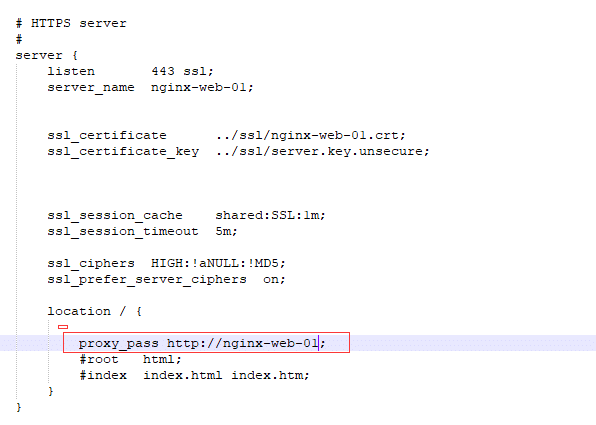 # HTTPS server
#
server {
listen 443 ssl;
server_name nginx-web-01;
ssl_certificate ../ssl/nginx-web-01.crt;
ssl_certificate_key ../ssl/server.key.unsecure;
ssl_session_cache shared:SSL:1m;
ssl_session_timeout 5m;
ssl_ciphers HIGH:!aNULL:!MD5;
ssl_prefer_server_ciphers on;
location / {
proxy_pass http://nginx-web-01;
#root html;
#index index.html index.htm;
}
}